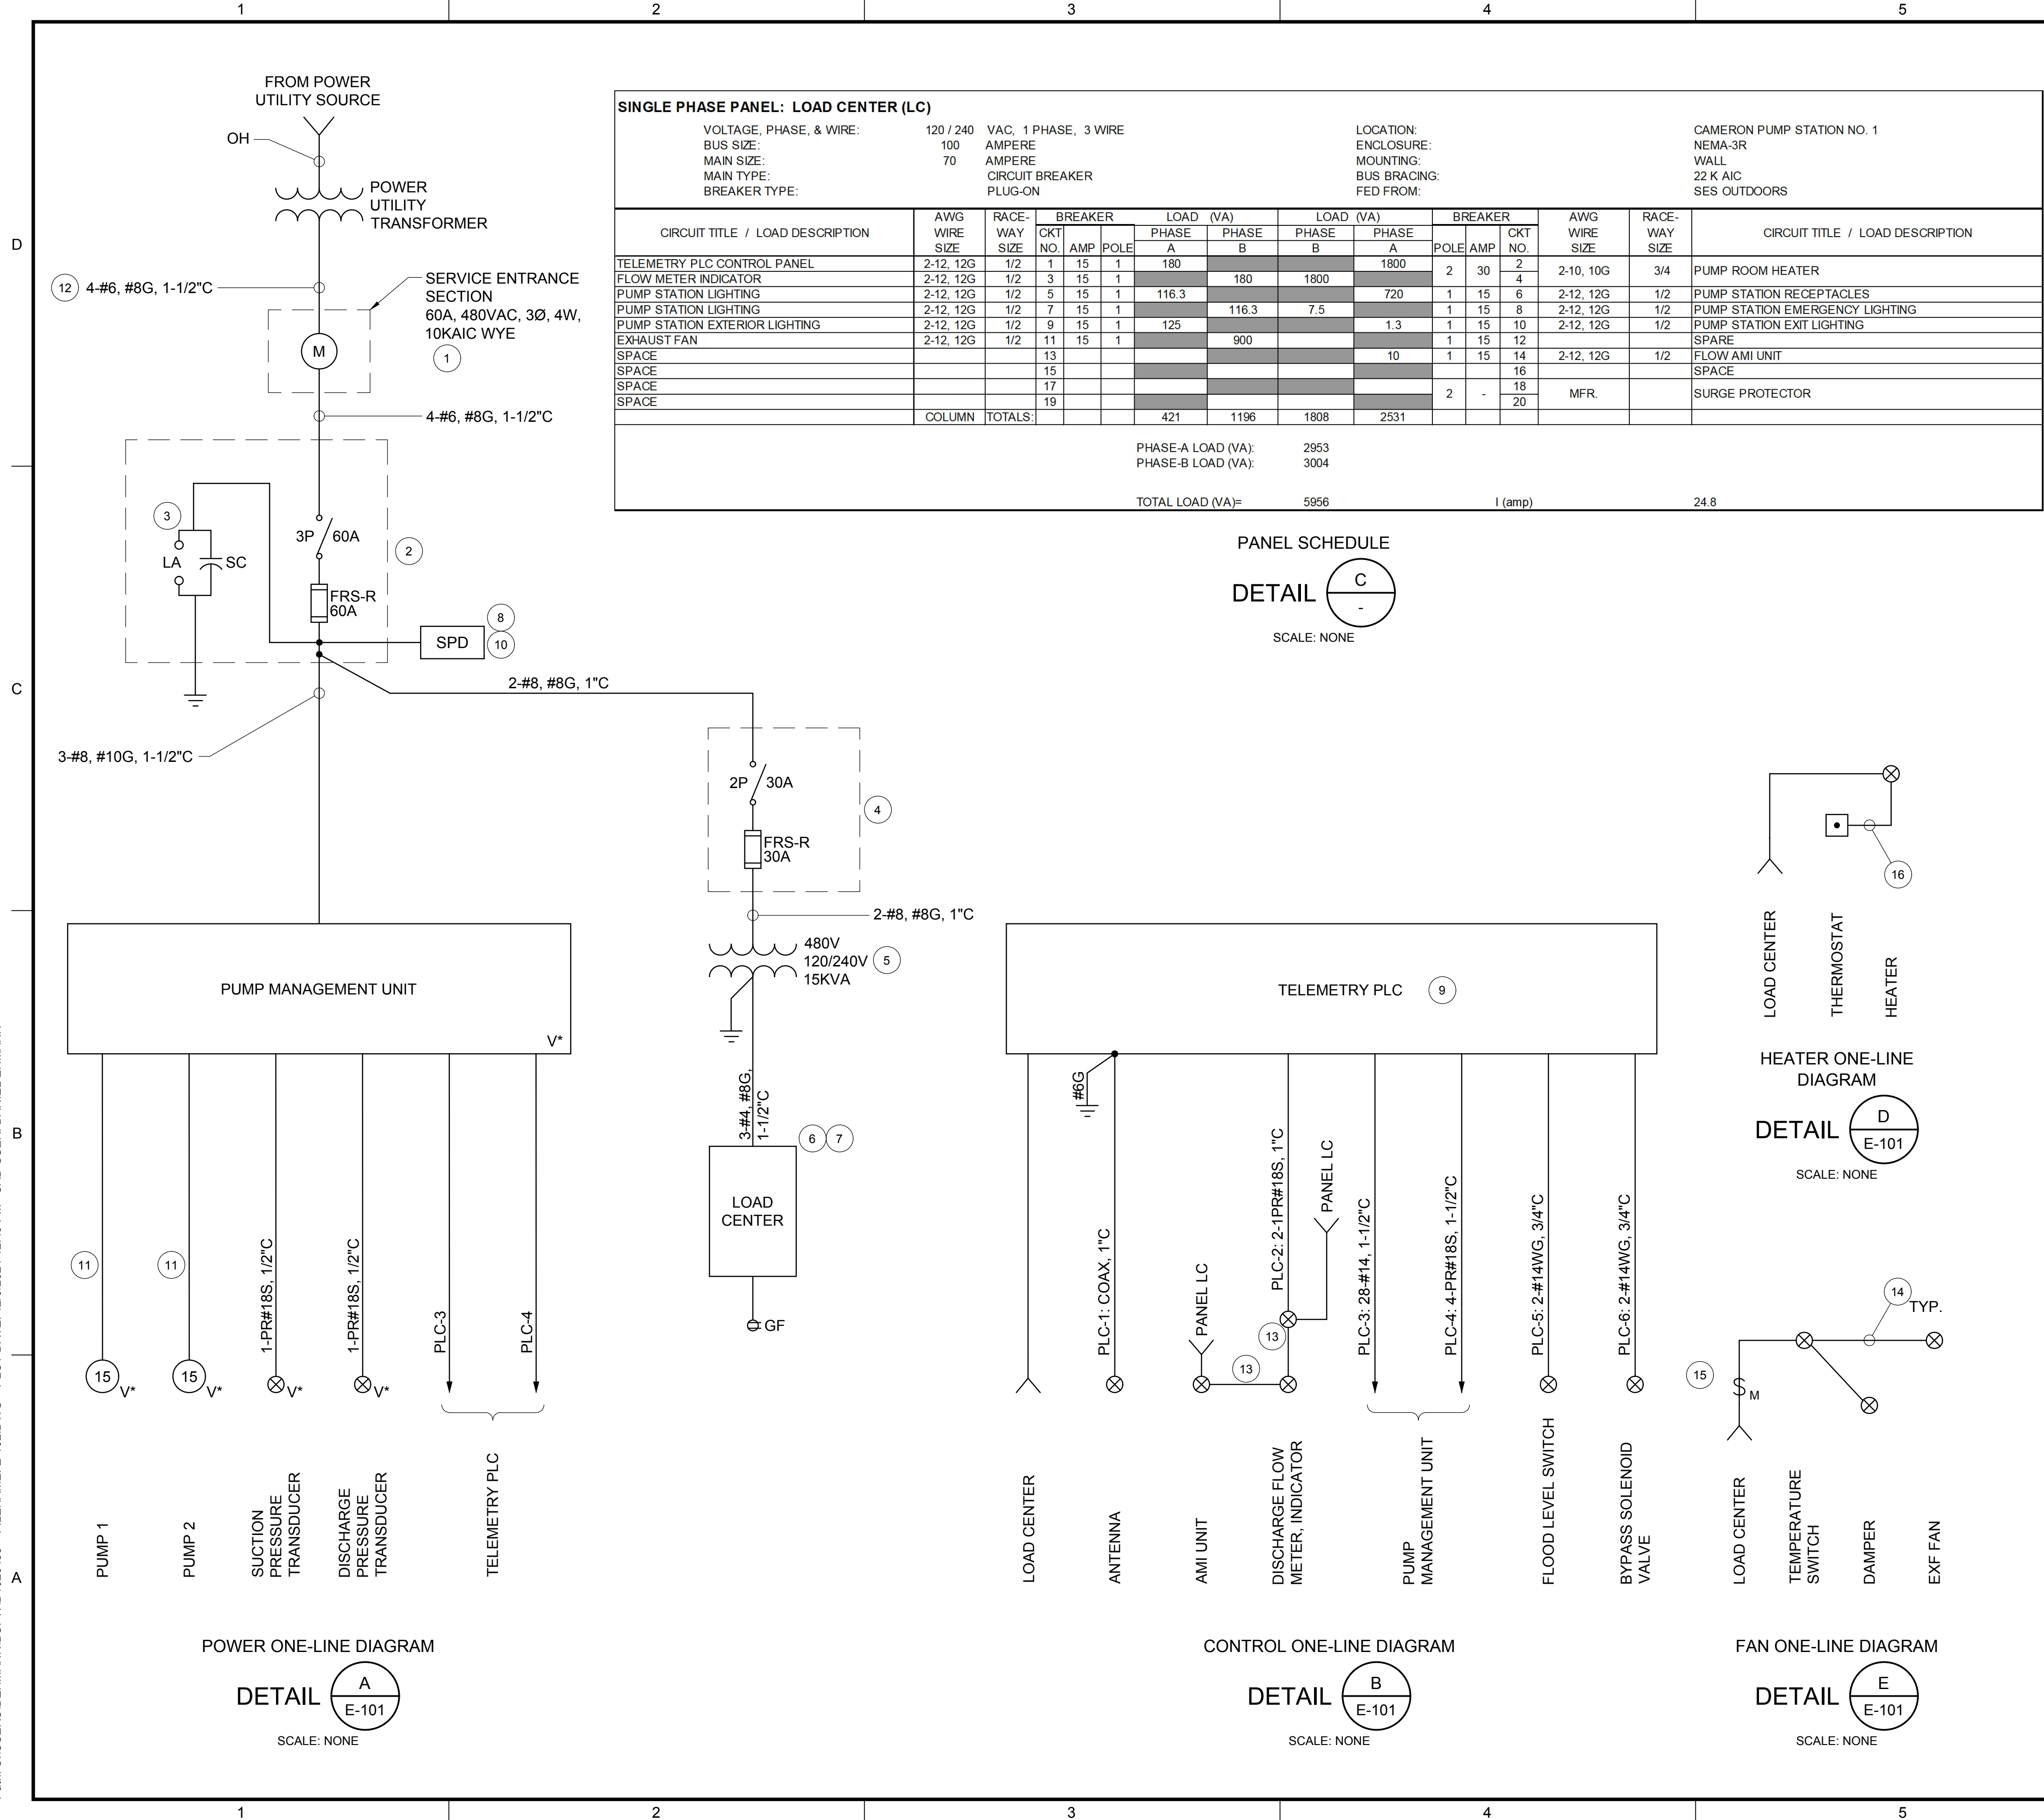 1 2 3 4 5
FROM POWER
UTILITY SOURCE
OH
POWER
UTILITY
TRANSFORMER
D
12 4-#6, #8G, 1-1/2"C
SERVICE ENTRANCE
SECTION
60A, 480VAC, 3Ø, 4W,
10KAIC WYE
1
M
4-#6, #8G, 1-1/2"C
3
LA
SC
3P 60A
2
FRS-R
60A
SPD
8
10
C
2-#8, #8G, 1"C
3-#8, #10G, 1-1/2"C
2P 30A
4
FRS-R
30A
2-#8, #8G, 1"C
480V
120/240V
15KVA
5
3-#4, #8G,
1-1/2"C
6 7
LOAD
CENTER
GF
PUMP MANAGEMENT UNIT
V*
B
11
11
1-PR#18S, 1/2"C
1-PR#18S, 1/2"C
PLC-3
PLC-4
15 V*
15 V*
V*
V*
PUMP 1
PUMP 2
SUCTION
PRESSURE
TRANSDUCER
DISCHARGE
PRESSURE
TRANSDUCER
TELEMETRY PLC
A
POWER ONE-LINE DIAGRAM
DETAIL A
E-101
SCALE: NONE
SINGLE PHASE PANEL: LOAD CENTER (LC)
VOLTAGE, PHASE, & WIRE: 120 / 240 VAC, 1 PHASE, 3 WIRE LOCATION: CAMERON PUMP STATION NO. 1
BUS SIZE: 100 AMPERE ENCLOSURE: NEMA-3R
MAIN SIZE: 70 AMPERE MOUNTING: WALL
MAIN TYPE: CIRCUIT BREAKER BUS BRACING: 22 K AIC
BREAKER TYPE: PLUG-ON FED FROM: SES OUTDOORS
AWG RACE- BREAKER LOAD (VA) LOAD (VA) BREAKER AWG RACE-
CIRCUIT TITLE / LOAD DESCRIPTION WIRE WAY CKT PHASE PHASE PHASE PHASE CKT WIRE WAY CIRCUIT TITLE / LOAD DESCRIPTION
SIZE SIZE NO. AMP POLE A B B A POLE AMP NO. SIZE SIZE
TELEMETRY PLC CONTROL PANEL 2-12, 12G 1/2 1 15 1 180 1800 2 30 2 2-10, 10G 3/4 PUMP ROOM HEATER
FLOW METER INDICATOR 2-12, 12G 1/2 3 15 1 180 1800 4
PUMP STATION LIGHTING 2-12, 12G 1/2 5 15 1 116.3 720 1 15 6 2-12, 12G 1/2 PUMP STATION RECEPTACLES
PUMP STATION LIGHTING 2-12, 12G 1/2 7 15 1 116.3 7.5 1 15 8 2-12, 12G 1/2 PUMP STATION EMERGENCY LIGHTING
PUMP STATION EXTERIOR LIGHTING 2-12, 12G 1/2 9 15 1 125 1.3 1 15 10 2-12, 12G 1/2 PUMP STATION EXIT LIGHTING
EXHAUST FAN 2-12, 12G 1/2 11 15 1 900 1 15 12 SPARE
SPACE 13 10 1 15 14 2-12, 12G 1/2 FLOW AMI UNIT
SPACE 15 16 SPACE
SPACE 17 2 - 18 MFR. SURGE PROTECTOR
SPACE 19 20
COLUMN TOTALS: 421 1196 1808 2531
PHASE-A LOAD (VA): 2953
PHASE-B LOAD (VA): 3004
TOTAL LOAD (VA)= 5956 I (amp) 24.8
PANEL SCHEDULE
DETAIL C
-
SCALE: NONE
TELEMETRY PLC 9
#6G
PLC-1: COAX, 1"C
PANEL LC
PLC-2: 2-1PR#18S, 1"C
PANEL LC
13
13
PLC-3: 28-#14, 1-1/2"C
PLC-4: 4-PR#18S, 1-1/2"C
PLC-5: 2-#14WG, 3/4"C
PLC-6: 2-#14WG, 3/4"C
LOAD CENTER
ANTENNA
AMI UNIT
DISCHARGE FLOW
METER, INDICATOR
PUMP
MANAGEMENT UNIT
FLOOD LEVEL SWITCH
BYPASS SOLENOID
VALVE
CONTROL ONE-LINE DIAGRAM
DETAIL B
E-101
SCALE: NONE
16
LOAD CENTER
THERMOSTAT
HEATER
HEATER ONE-LINE
DIAGRAM
DETAIL D
E-101
SCALE: NONE
14
TYP.
15
S M
LOAD CENTER
TEMPERATURE
SWITCH
DAMPER
EXF FAN
FAN ONE-LINE DIAGRAM
DETAIL E
E-101
SCALE: NONE
1 2 3 4 5